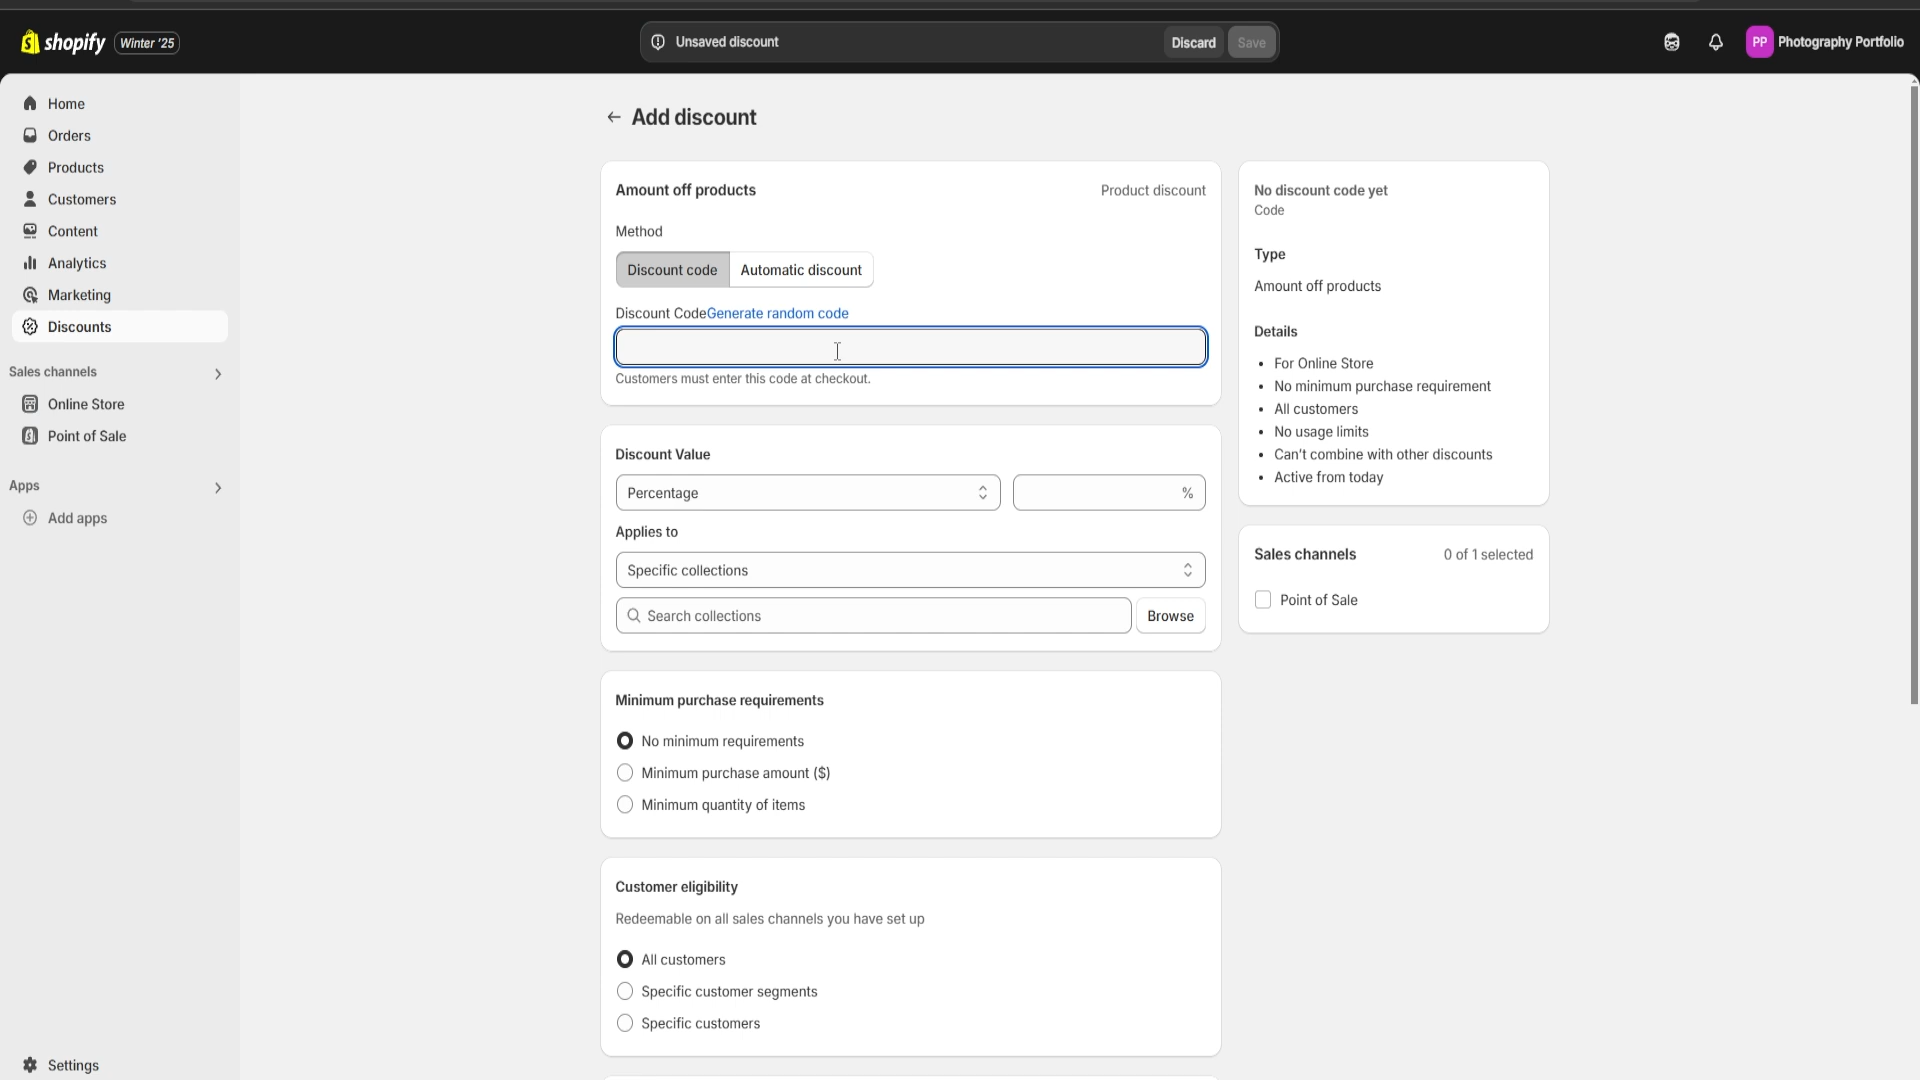 shopify Winter '25
Unsaved discount
Discard
Save
PP Photography Portfolio
Home
Orders
Products
Customers
Content
Analytics
Marketing
Discounts
Sales channels
Online Store
Point of Sale
Apps
Add apps
Settings
Add discount
Amount off products
Product discount
Method
Discount code
Automatic discount
Discount CodeGenerate random code
Customers must enter this code at checkout.
Discount Value
Percentage
%
Applies to
Specific collections
Search collections
Browse
Minimum purchase requirements
No minimum requirements
Minimum purchase amount ($)
Minimum quantity of items
Customer eligibility
Redeemable on all sales channels you have set up
All customers
Specific customer segments
Specific customers
No discount code yet
Code
Type
Amount off products
Details
• For Online Store
• No minimum purchase requirement
• All customers
• No usage limits
• Can't combine with other discounts
• Active from today
Sales channels
0 of 1 selected
Point of Sale